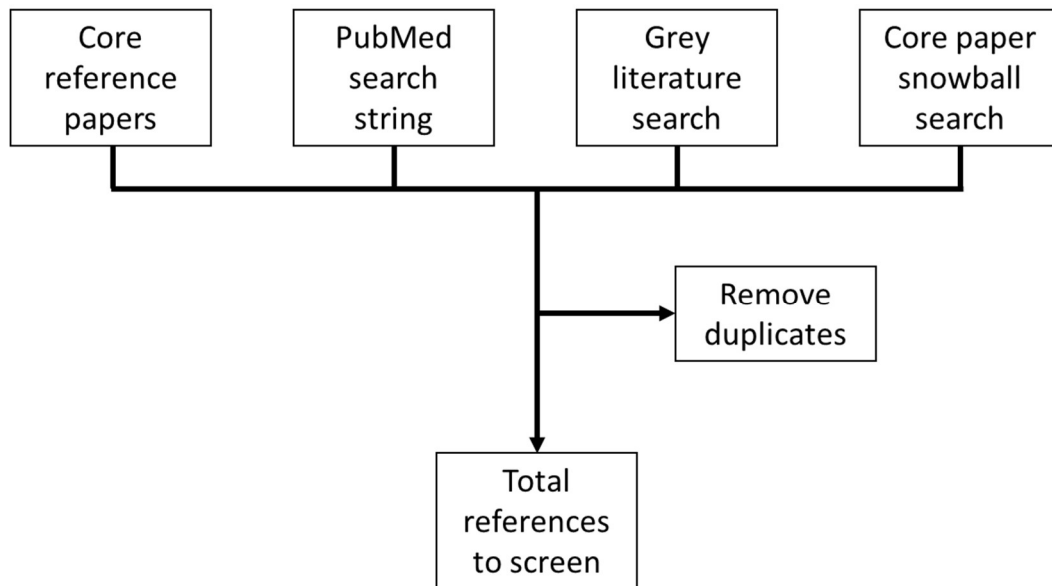 Core
reference
papers
PubMed
search
string
Grey
literature
search
Core paper
snowball
search
Remove
duplicates
Total
references
to screen